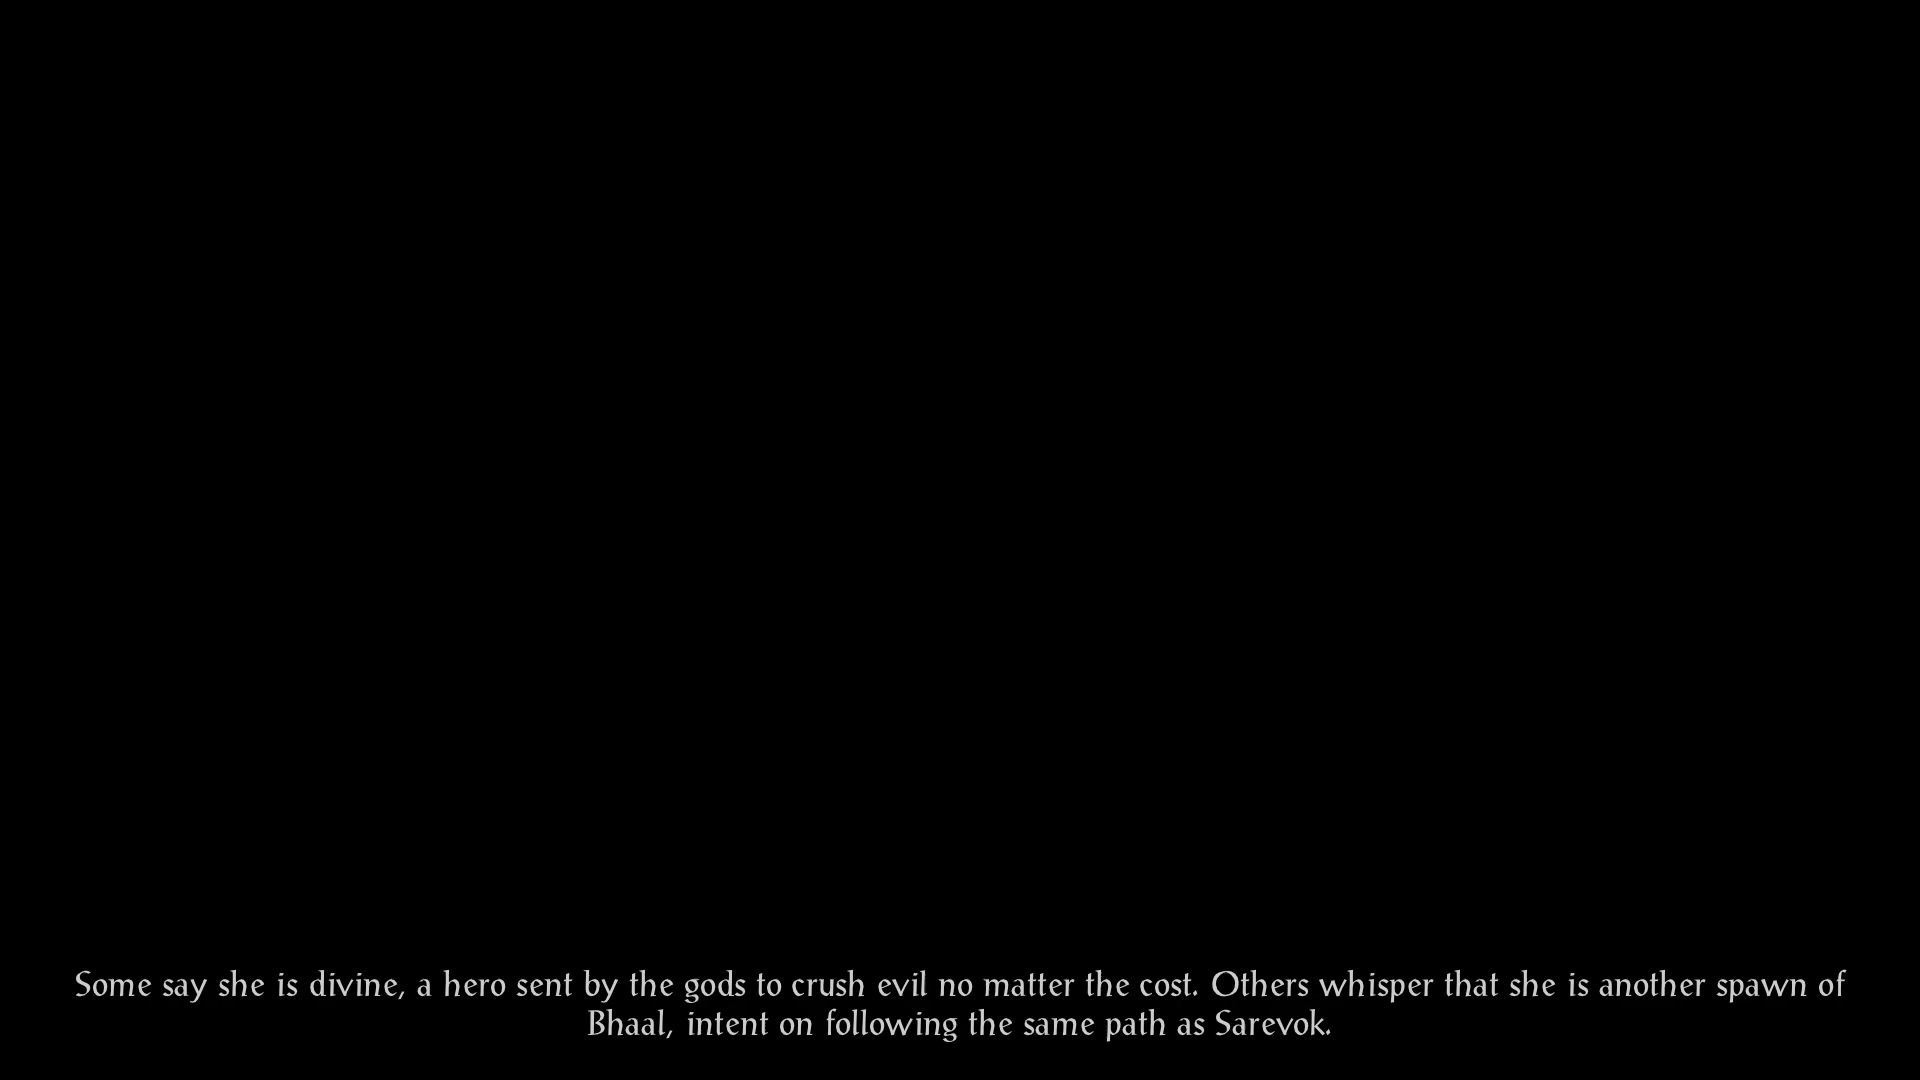 Some say she is divine, a hero sent by the gods to crush evil no matter the cost. Others whisper that she is another spawn of
Bhaal, intent on following the same path as Sarevok.